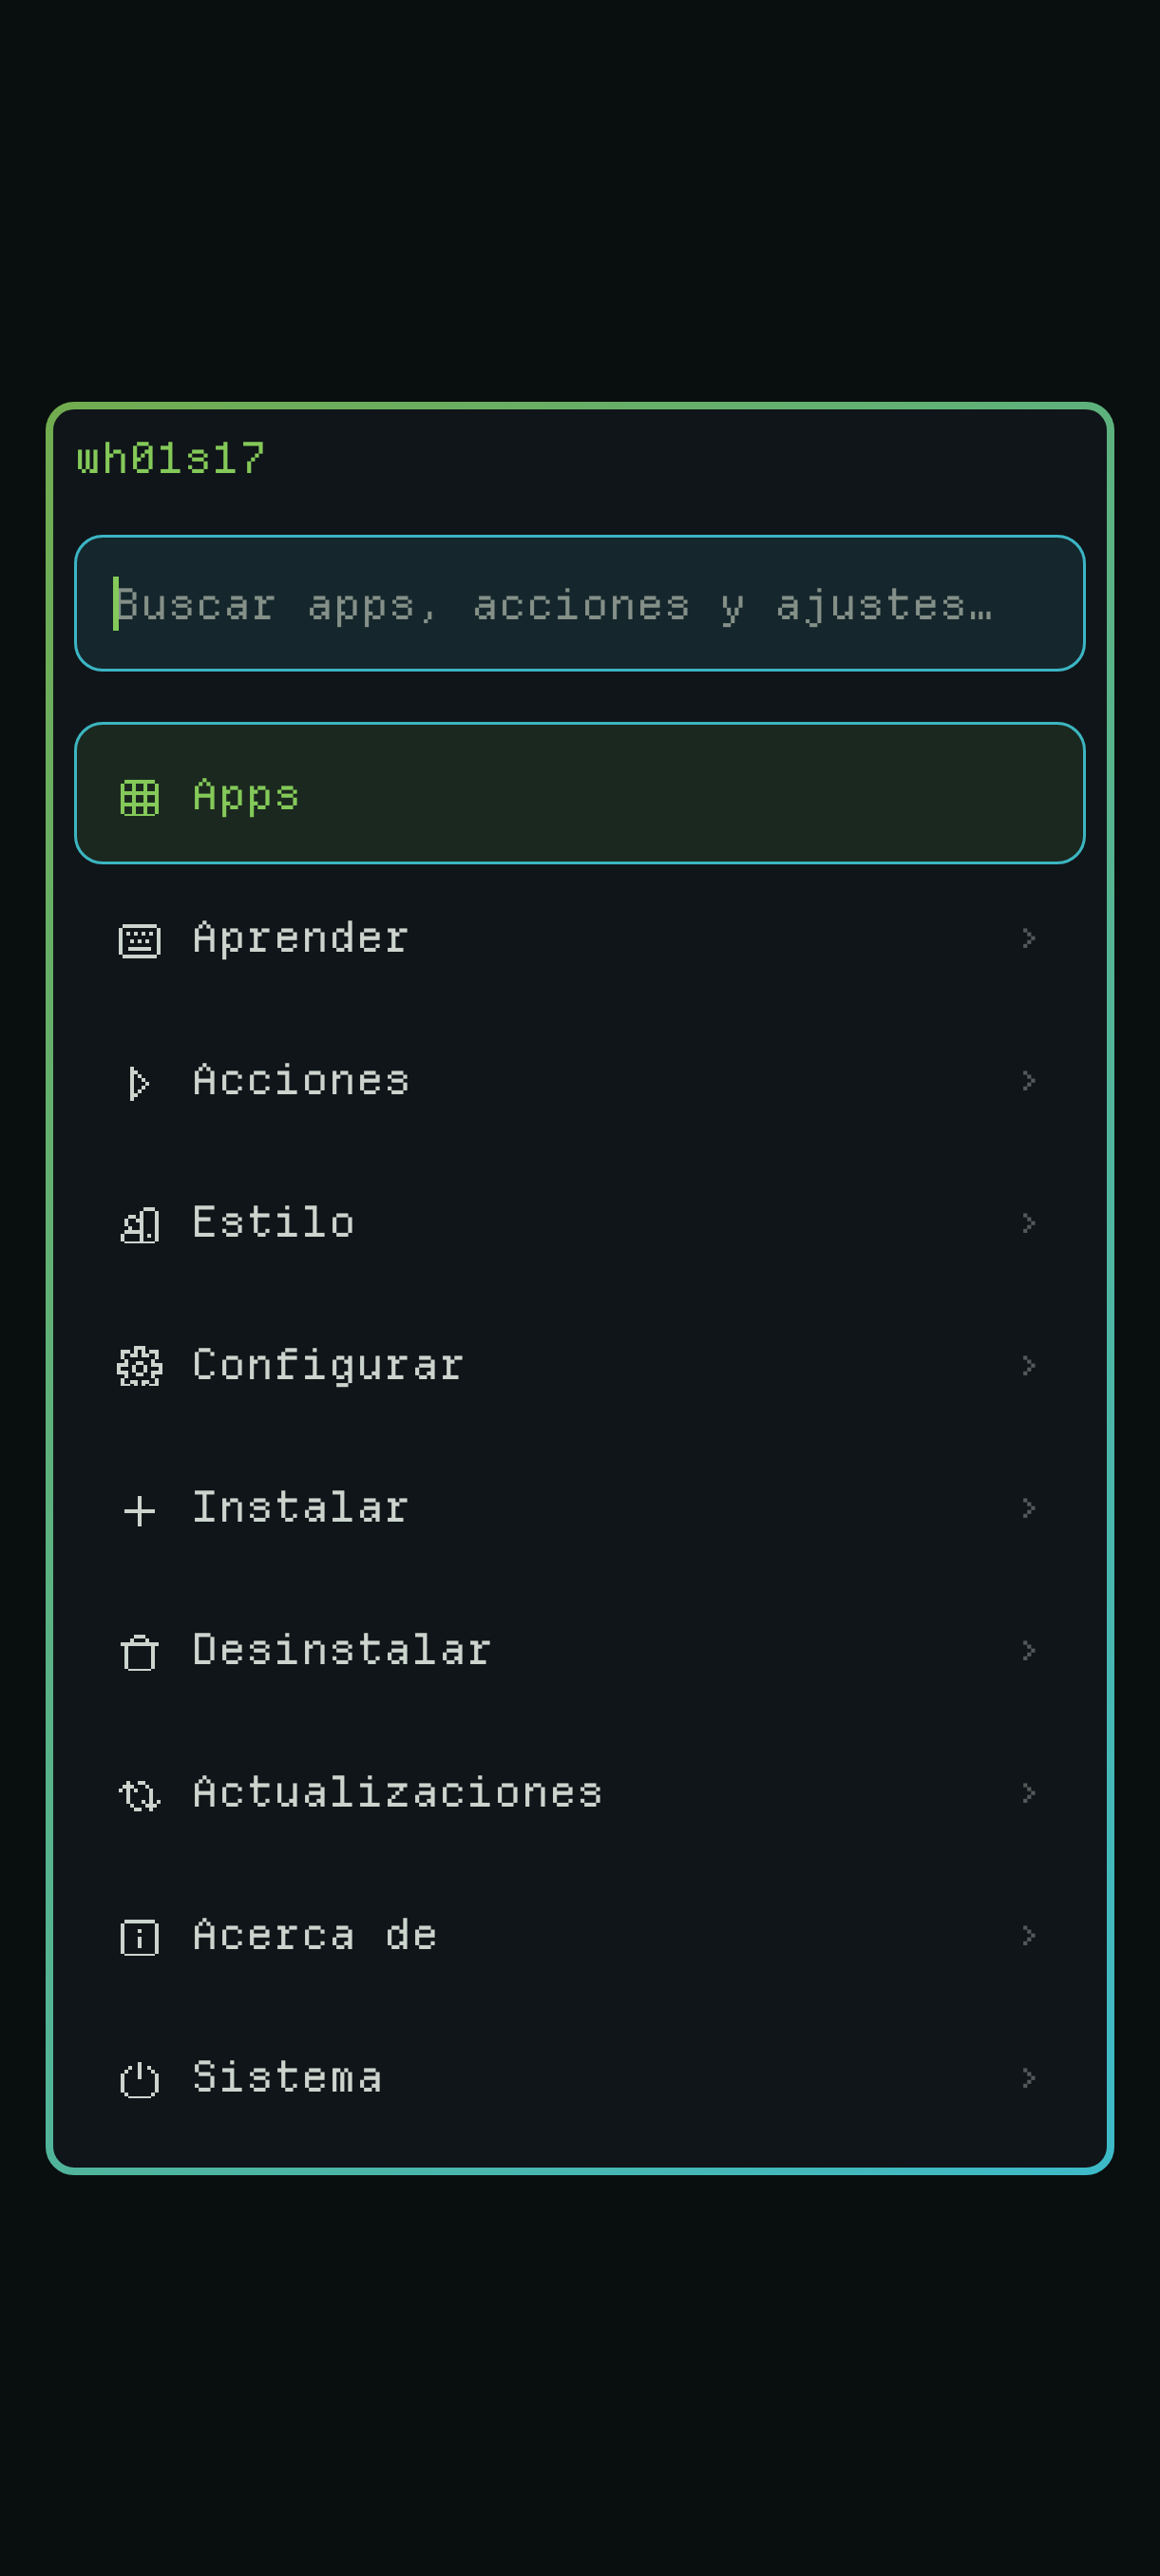 wh01s17
Buscar apps, acciones y ajustes…
Apps
Aprender
Acciones
Estilo
Configurar
Instalar
Desinstalar
Actualizaciones
Acerca de
Sistema